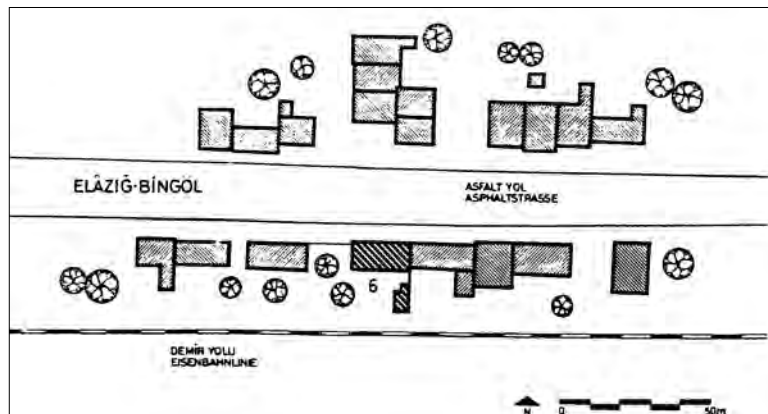 ELÂZIĞ-BİNGÖL
ASFALT YOL
ASPHALTSTRASSE
6
DEMİR YOLU
EISENBAHNLINIE
N 0 50m